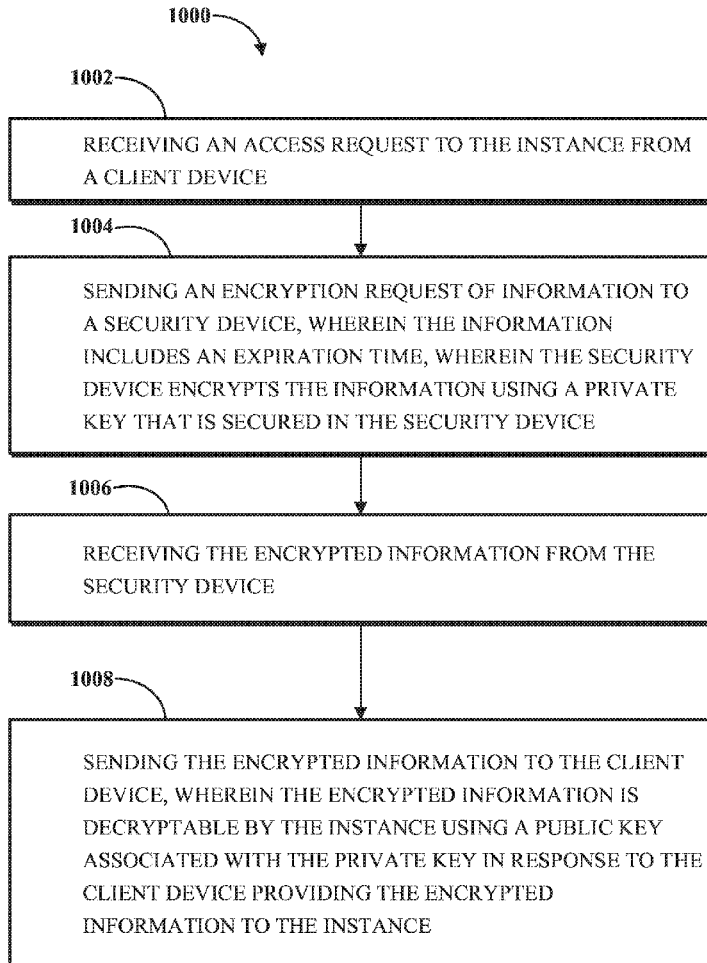 1000
1002
RECEIVING AN ACCESS REQUEST TO THE INSTANCE FROM
A CLIENT DEVICE
1004
SENDING AN ENCRYPTION REQUEST OF INFORMATION TO
A SECURITY DEVICE, WHEREIN THE INFORMATION
INCLUDES AN EXPIRATION TIME, WHEREIN THE SECURITY
DEVICE ENCRYPTS THE INFORMATION USING A PRIVATE
KEY THAT IS SECURED IN THE SECURITY DEVICE
1006
RECEIVING THE ENCRYPTED INFORMATION FROM THE
SECURITY DEVICE
1008
SENDING THE ENCRYPTED INFORMATION TO THE CLIENT
DEVICE, WHEREIN THE ENCRYPTED INFORMATION IS
DECRYPTABLE BY THE INSTANCE USING A PUBLIC KEY
ASSOCIATED WITH THE PRIVATE KEY IN RESPONSE TO THE
CLIENT DEVICE PROVIDING THE ENCRYPTED
INFORMATION TO THE INSTANCE